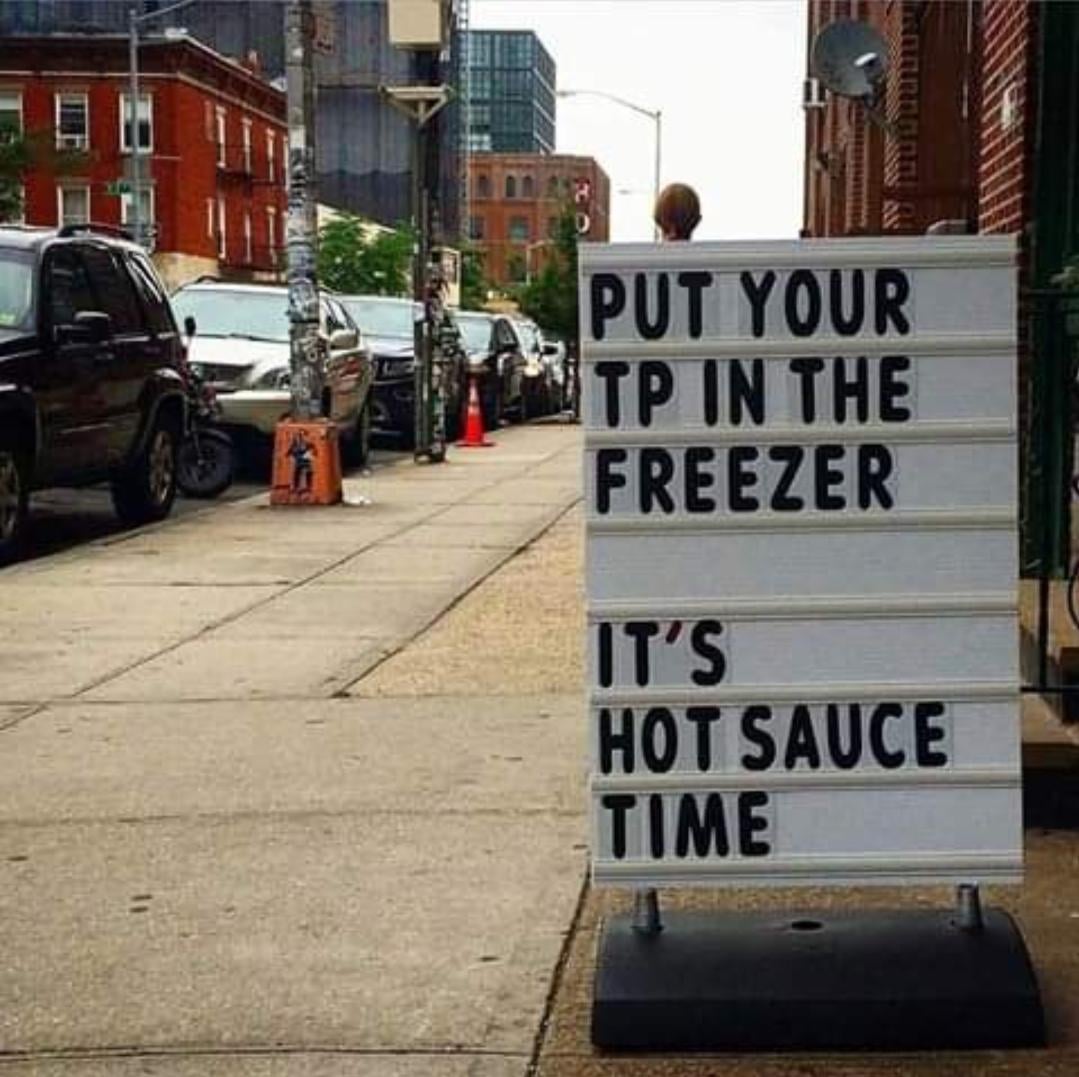 PUT YOUR
TP IN THE
FREEZER
IT'S
HOT SAUCE
TIME